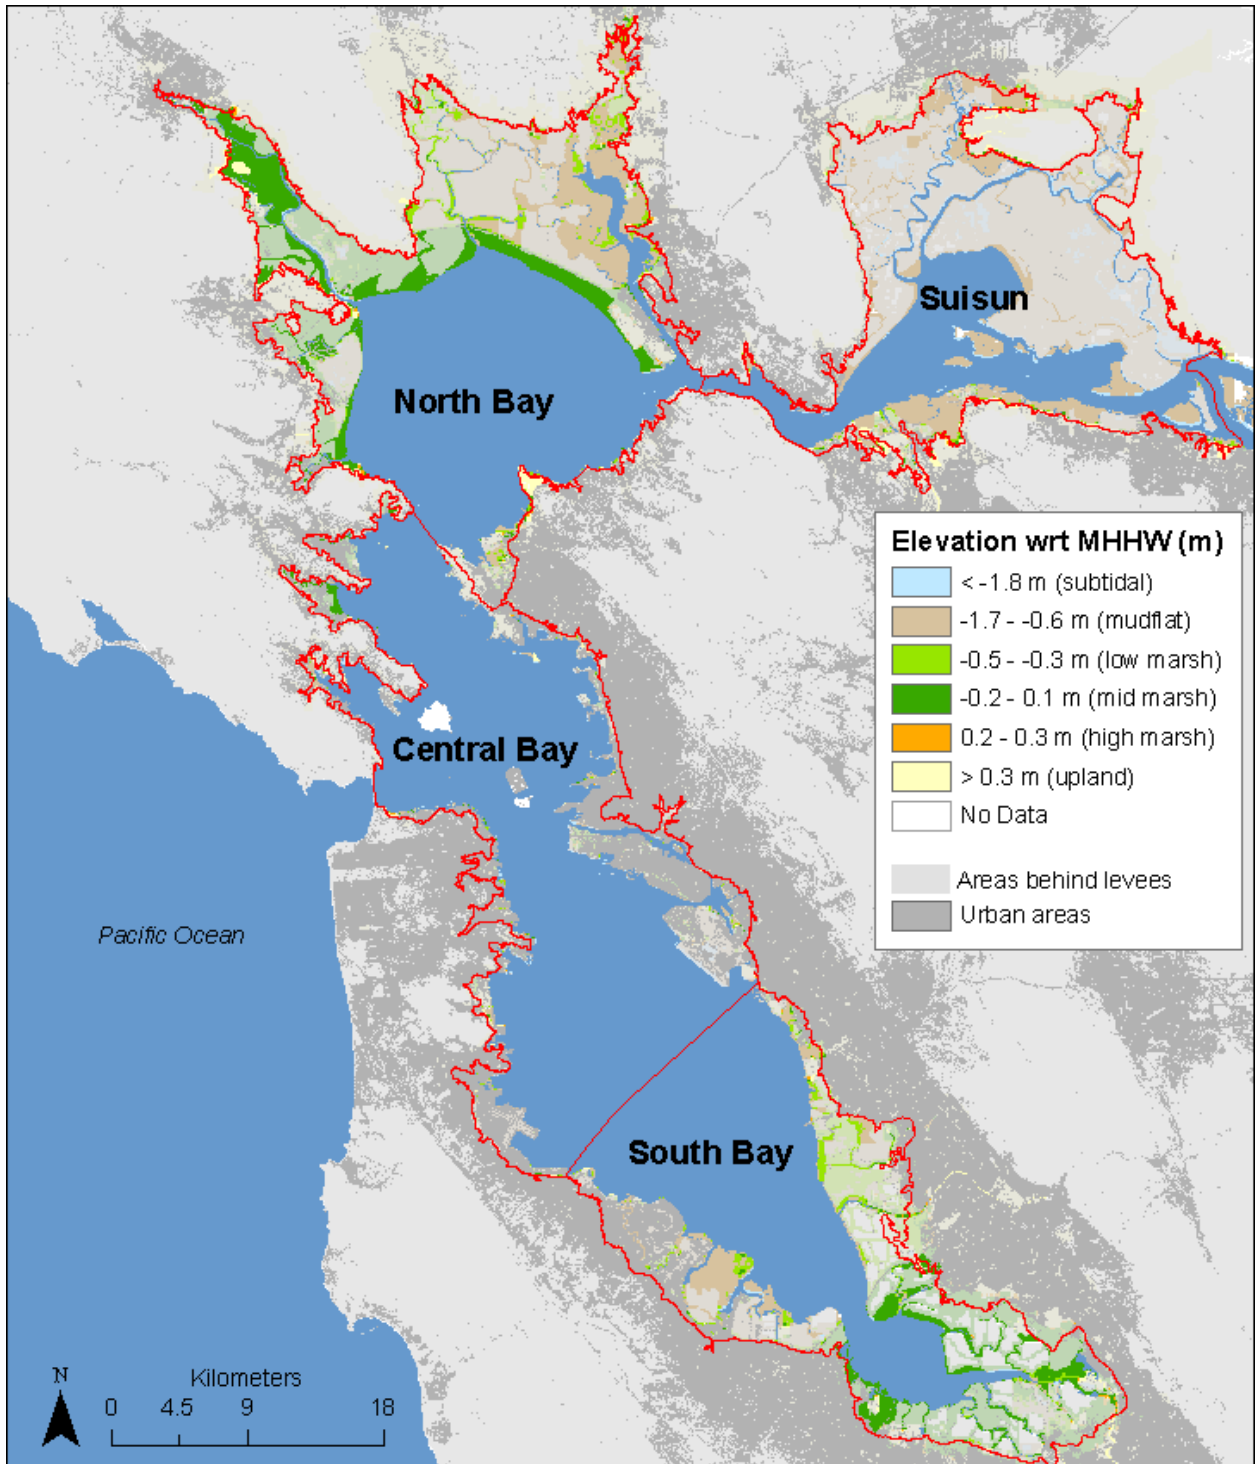 Suisun
North Bay
Elevation wrt MHHW (m)
< -1.8 m (subtidal)
-1.7 - -0.6 m (mudflat)
-0.5 - -0.3 m (low marsh)
-0.2 - 0.1 m (mid marsh)
0.2 - 0.3 m (high marsh)
> 0.3 m (upland)
No Data
Areas behind levees
Urban areas
Central Bay
Pacific Ocean
South Bay
N
Kilometers
0 4.5 9 18